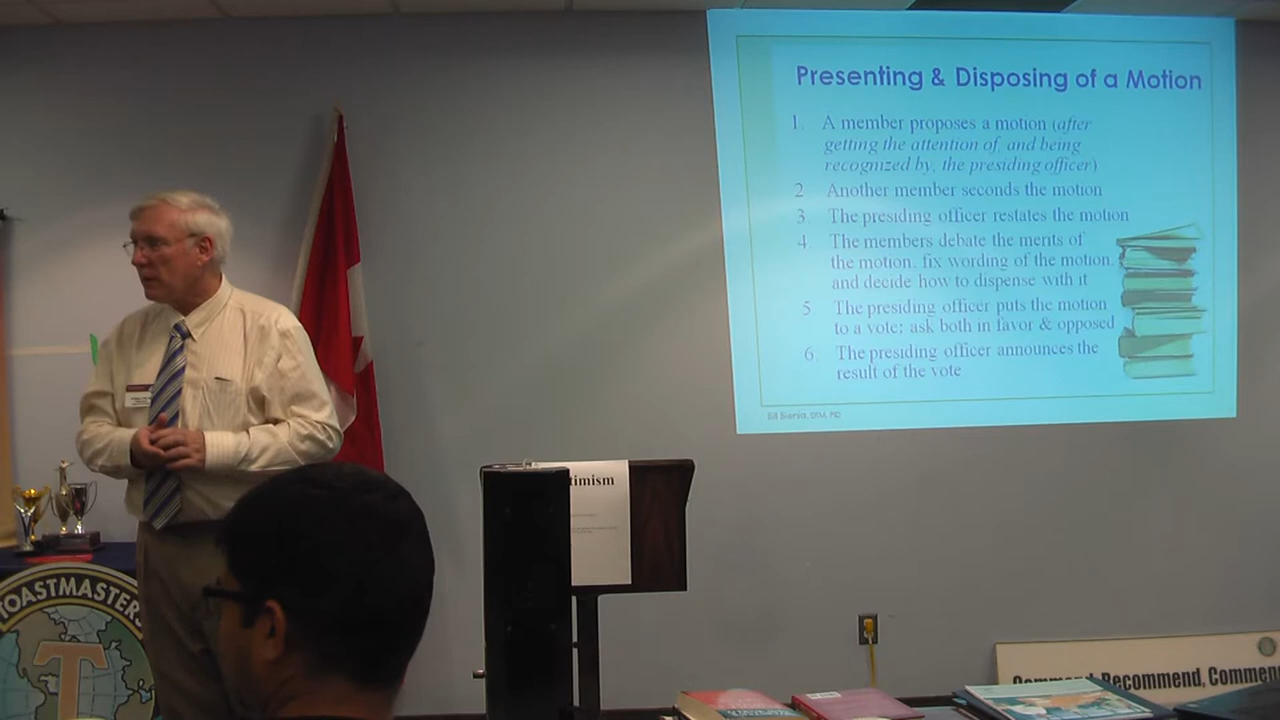 Presenting & Disposing of a Motion
1. A member proposes a motion (after
getting the attention of, and being
recognized by, the presiding officer)
2 Another member seconds the motion
3. The presiding officer restates the motion
4. The members debate the merits of
the motion. fix wording of the motion.
and decide how to dispense with it
5 The presiding officer puts the motion
to a vote: ask both in favor & opposed
6. The presiding officer announces the
result of the vote
DTM, PID
timism
TOASTMASTERS
T
Recommend, Commen